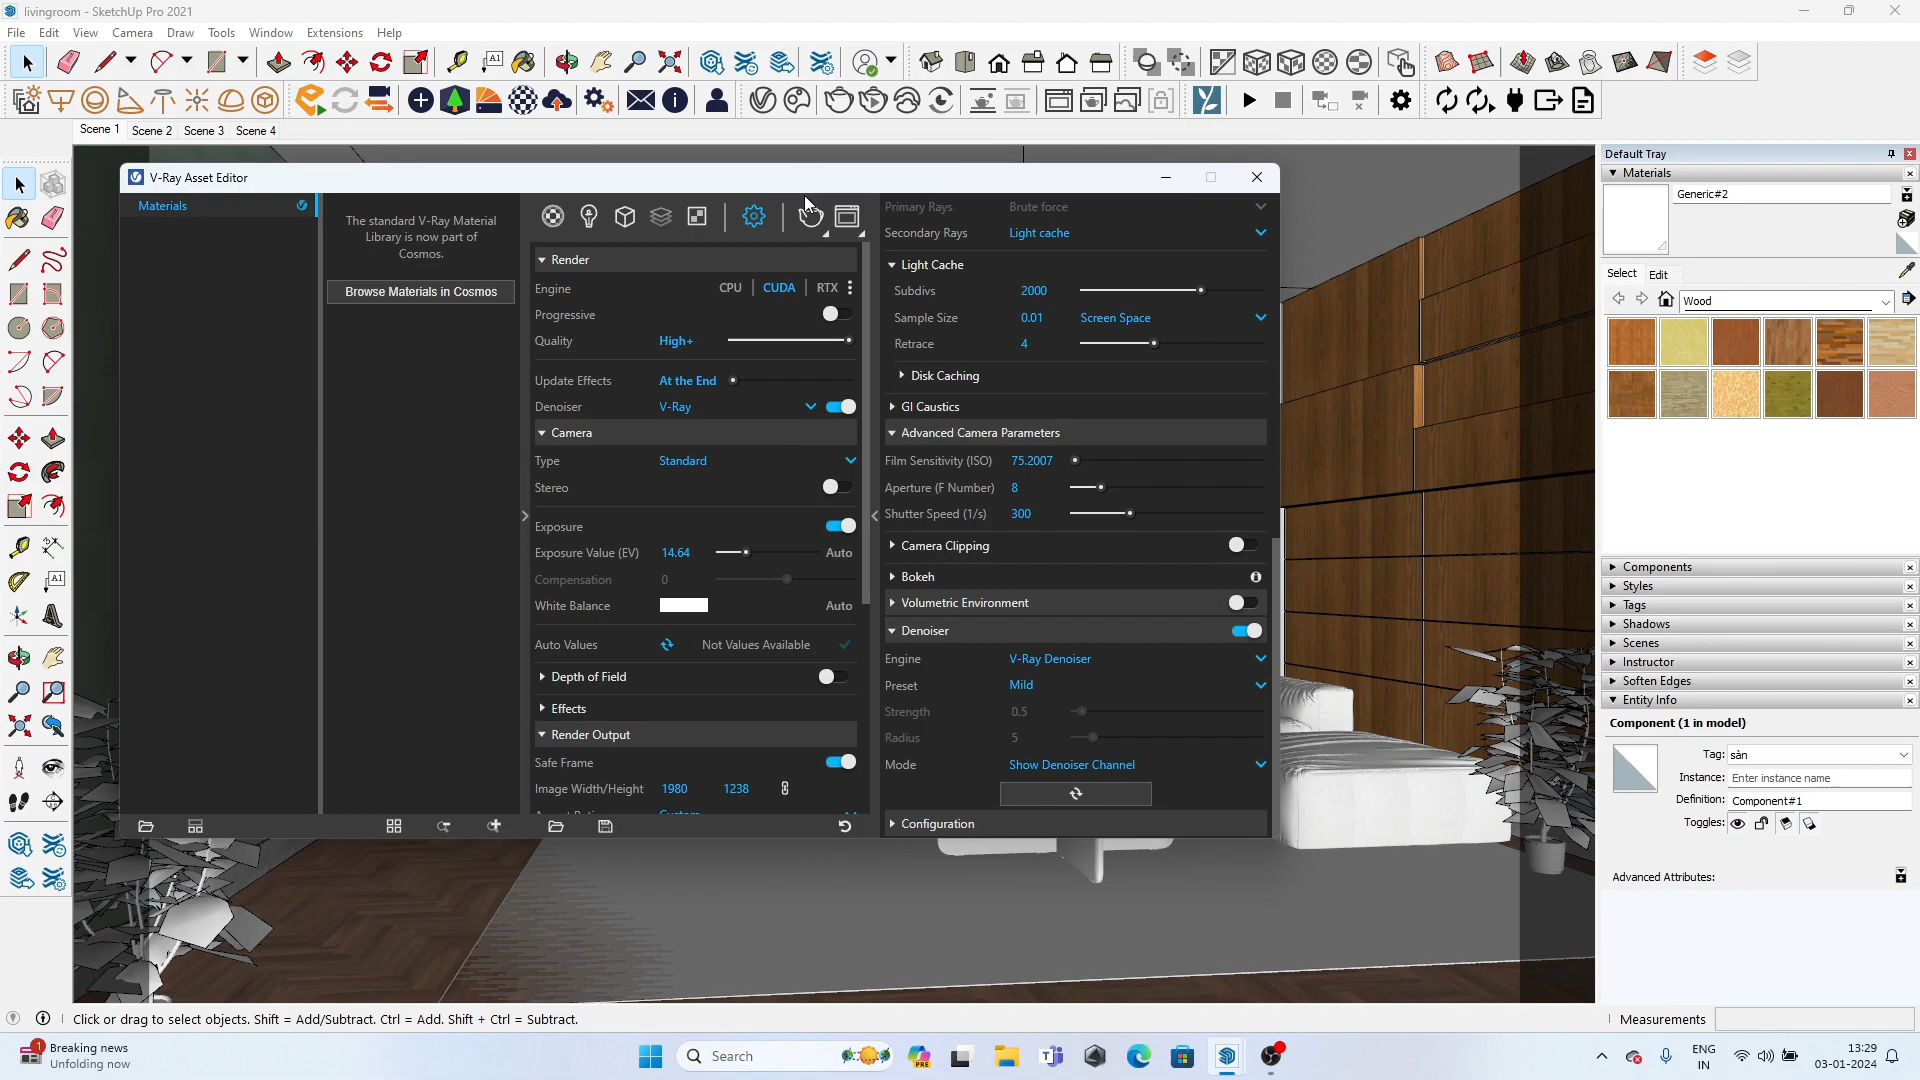 livingroom - SketchUp Pro 2021
File Edit View Camera Draw Tools Window Extensions Help
Scene 1 Scene 2 Scene 3 Scene 4
V-Ray Asset Editor
Materials
The standard V-Ray Material
Library is now part of
Cosmos.
Browse Materials in Cosmos
Render
Engine CPU CUDA RTX
Progressive
Quality High+
Update Effects At the End
Denoiser V-Ray
Camera
Type Standard
Stereo
Exposure
Exposure Value (EV) 14.64 Auto
Compensation 0
White Balance Auto
Auto Values Not Values Available
Depth of Field
Effects
Render Output
Safe Frame
Image Width/Height 1980 1238
Primary Rays Brute force
Secondary Rays Light cache
Light Cache
Subdivs 2000
Sample Size 0.01 Screen Space
Retrace 4
Disk Caching
GI Caustics
Advanced Camera Parameters
Film Sensitivity (ISO) 75.2007
Aperture (F Number) 8
Shutter Speed (1/s) 300
Camera Clipping
Bokeh
Volumetric Environment
Denoiser
Engine V-Ray Denoiser
Preset Mild
Strength 0.5
Radius 5
Mode Show Denoiser Channel
Configuration
Default Tray
Materials
Generic#2
Select Edit
Wood
Components
Styles
Tags
Shadows
Scenes
Instructor
Soften Edges
Entity Info
Component (1 in model)
Tag: sàn
Instance: Enter instance name
Definition: Component#1
Toggles:
Advanced Attributes:
Click or drag to select objects. Shift = Add/Subtract. Ctrl = Add. Shift + Ctrl = Subtract.
Measurements
1
Breaking news
Unfolding now
Search
PRE
ENG
IN
13:29
03-01-2024